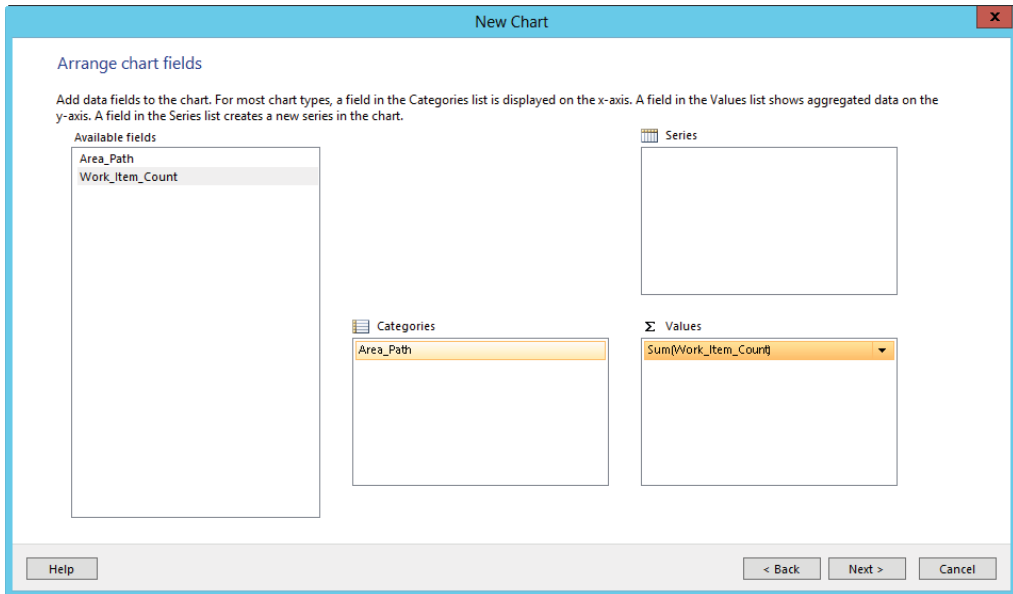 New Chart
x
Arrange chart fields
Add data fields to the chart. For most chart types, a field in the Categories list is displayed on the x-axis. A field in the Values list shows aggregated data on the
y-axis. A field in the Series list creates a new series in the chart.
Available fields
Area_Path
Work_Item_Count
Series
Categories
Area_Path
Σ Values
Sum(Work_Item_Count)
Help
< Back
Next >
Cancel